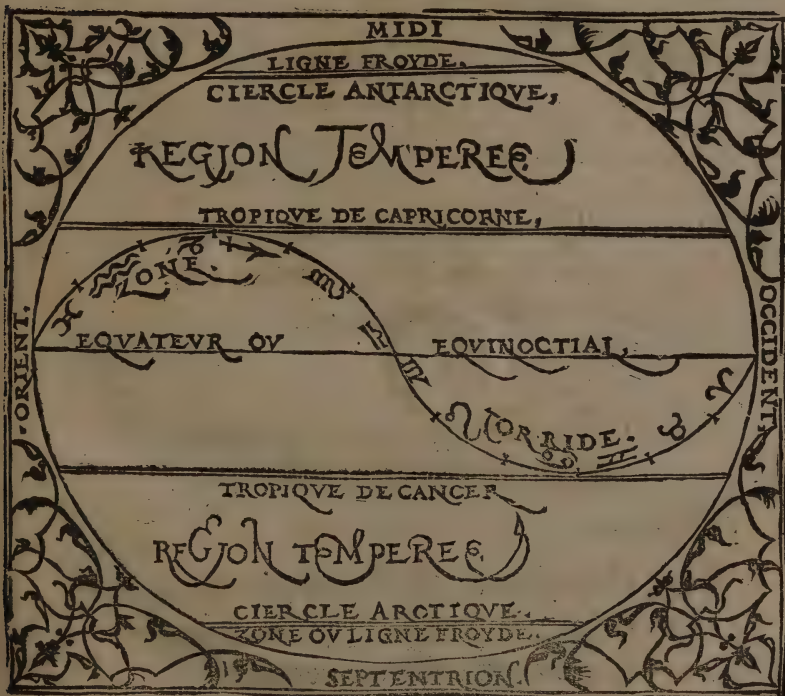 MIDI
LIGNE FROYDE.
CIERCLE ANTARCTIQVE,
REGION TEMPEREE
TROPIQVE DE CAPRICORNE,
ZONE.
EQVATEVR OV EQVINOCTIAL,
TORRIDE.
TROPIQVE DE CANCER
REGION TEMPEREE
CIERCLE ARCTIQVE.
ZONE OV LIGNE FROYDE.
SEPTENTRION.
ORIENT.
OCCIDENT,